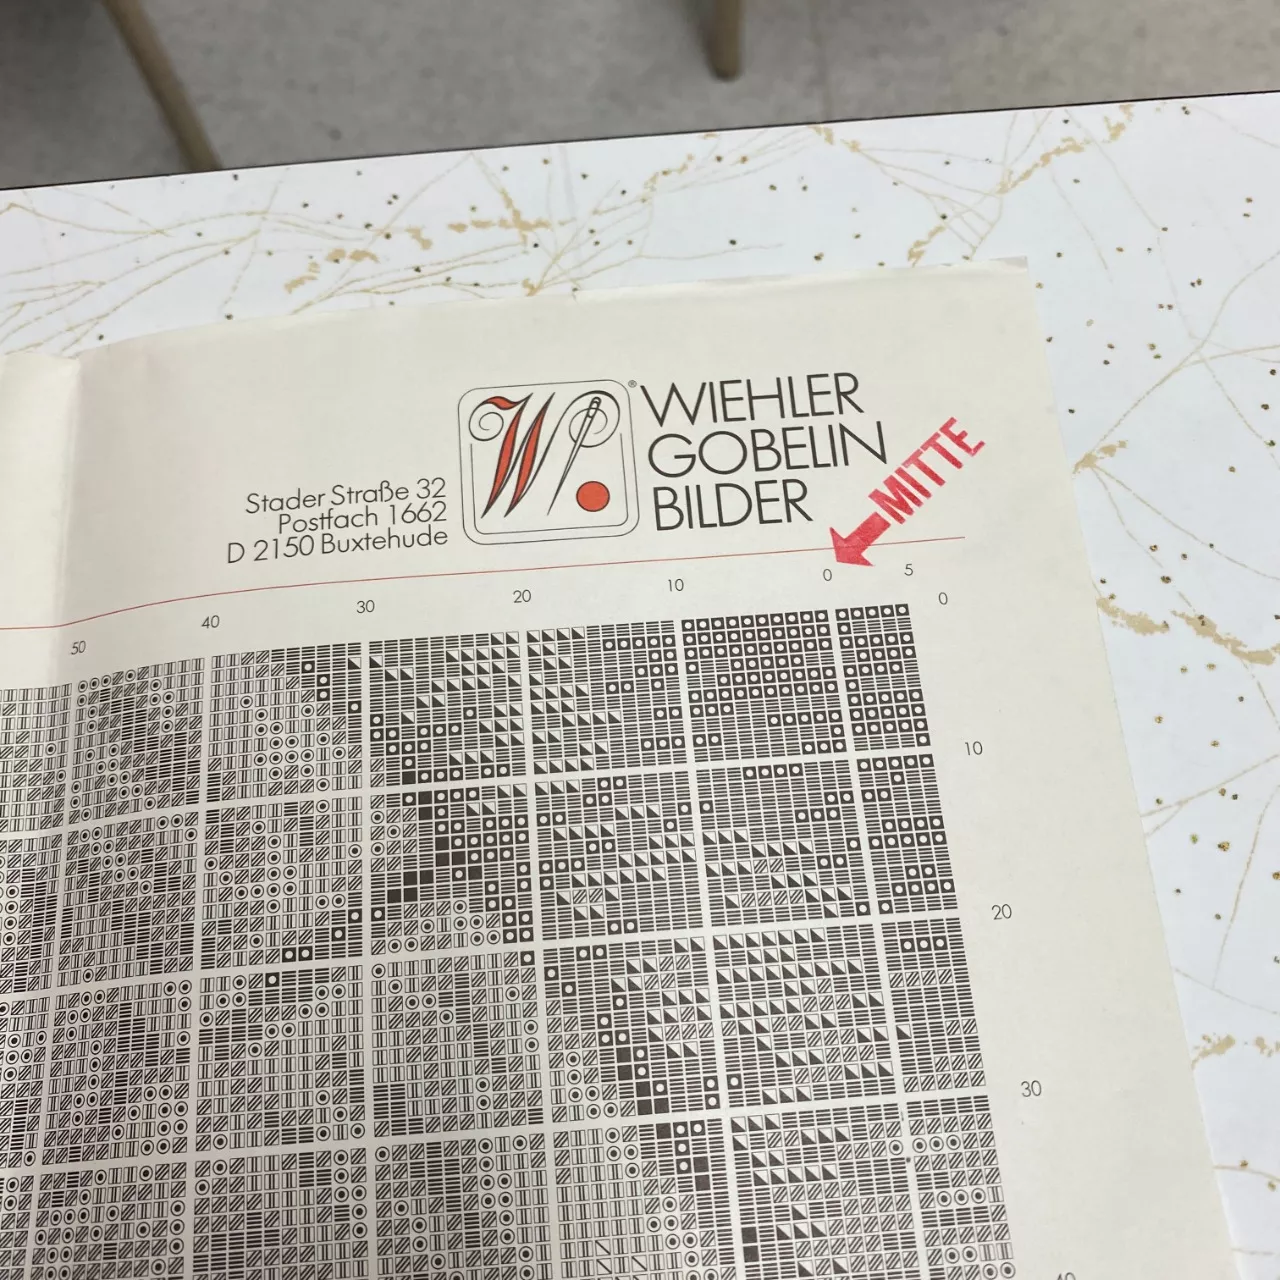 WIEHLER
GOBELIN
BILDER
®
Stader Straße 32
Postfach 1662
D 2150 Buxtehude
MITTE
50 40 30 20 10 0 5
0
10
20
30
40